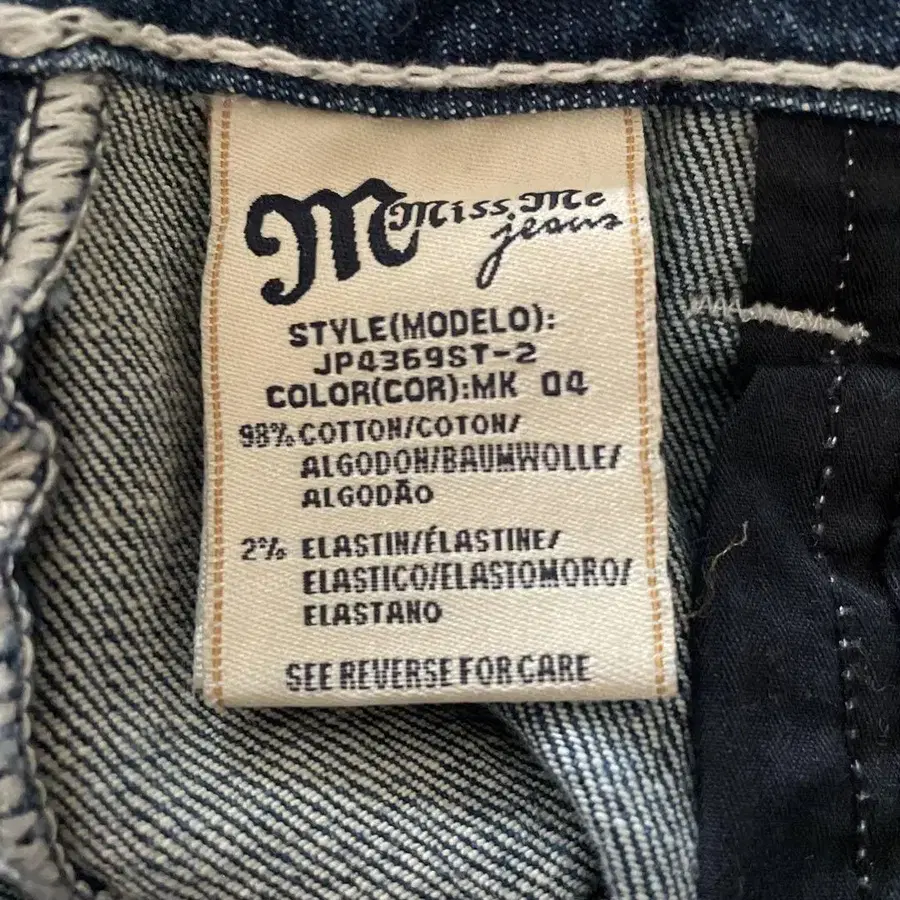 M Miss Me
jeans
STYLE(MODELO):
JP4369ST-2
COLOR(COR):MK 04
98% COTTON/COTON/
ALGODON/BAUMWOLLE/
ALGODÃO
2% ELASTIN/ÉLASTINE/
ELASTICO/ELASTOMORO/
ELASTANO
SEE REVERSE FOR CARE